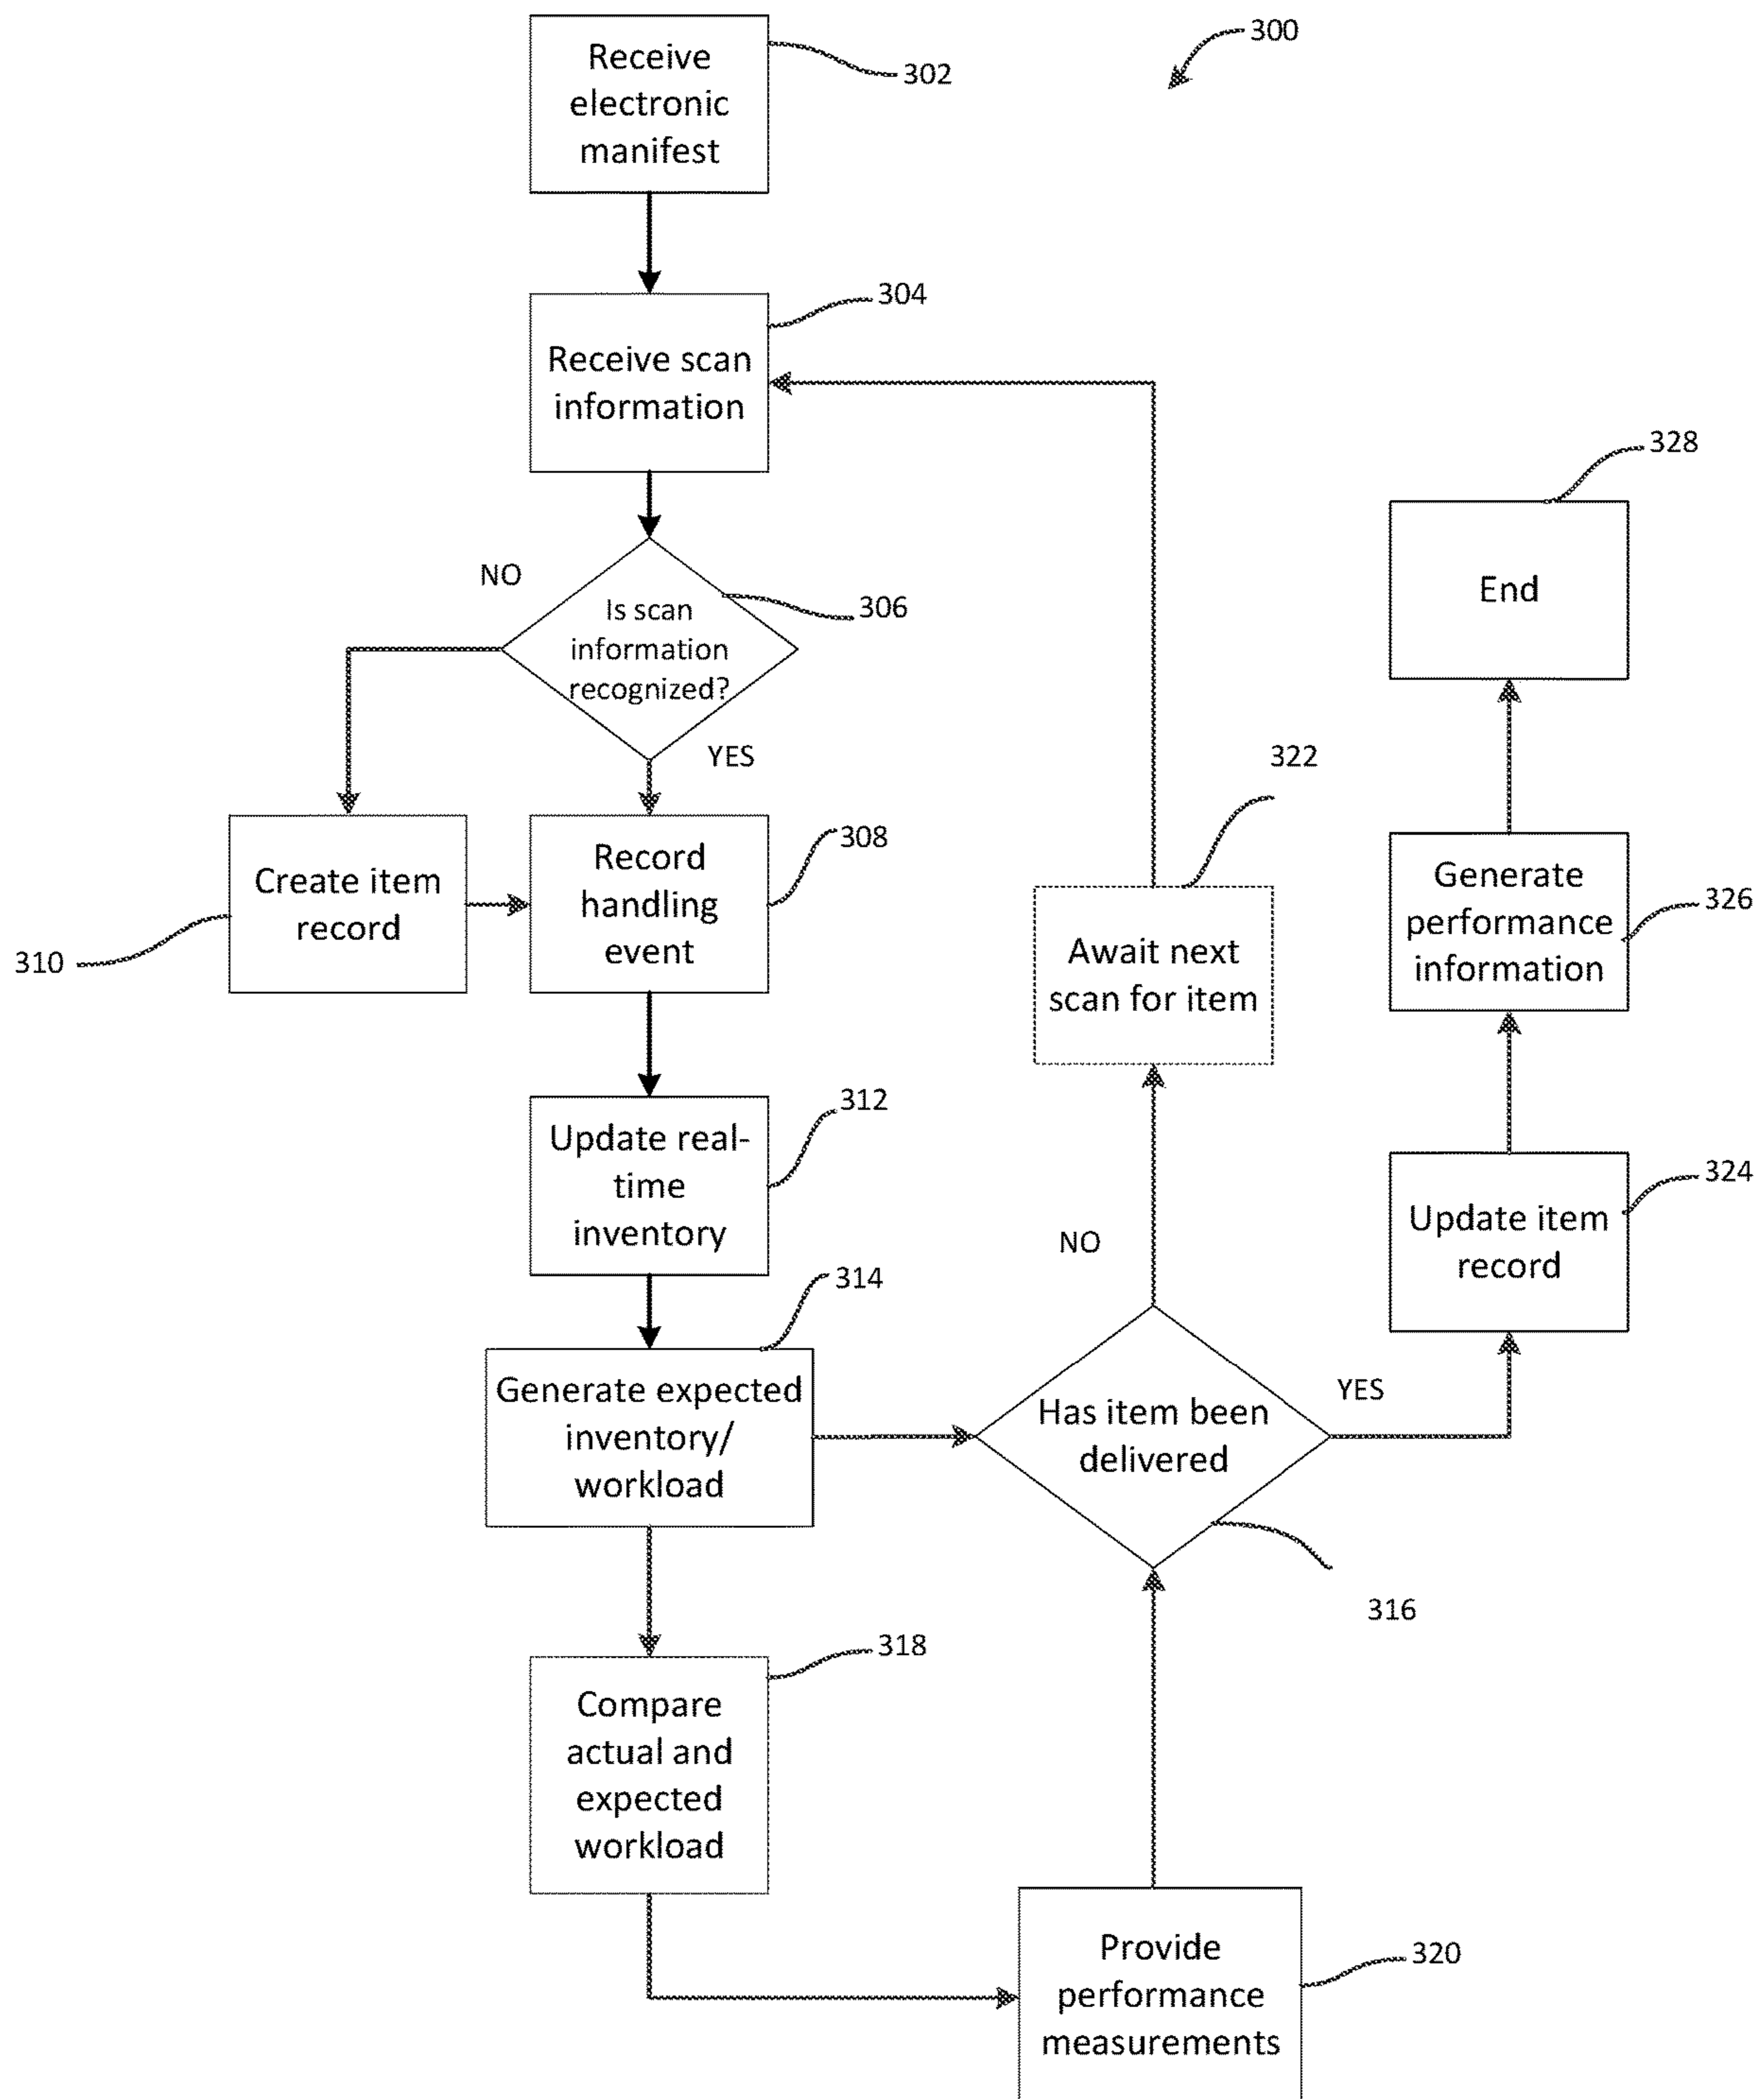 300
Receive
electronic
manifest
302
304
Receive scan
information
328
End
NO
Is scan
information
recognized?
306
YES
322
308
Record
handling
event
Create item
record
310
Generate
performance
information
326
Await next
scan for item
312
Update real-
time
inventory
324
Update item
record
NO
314
Generate expected
inventory/
workload
Has item been
delivered
YES
316
318
Compare
actual and
expected
workload
Provide
performance
measurements
320